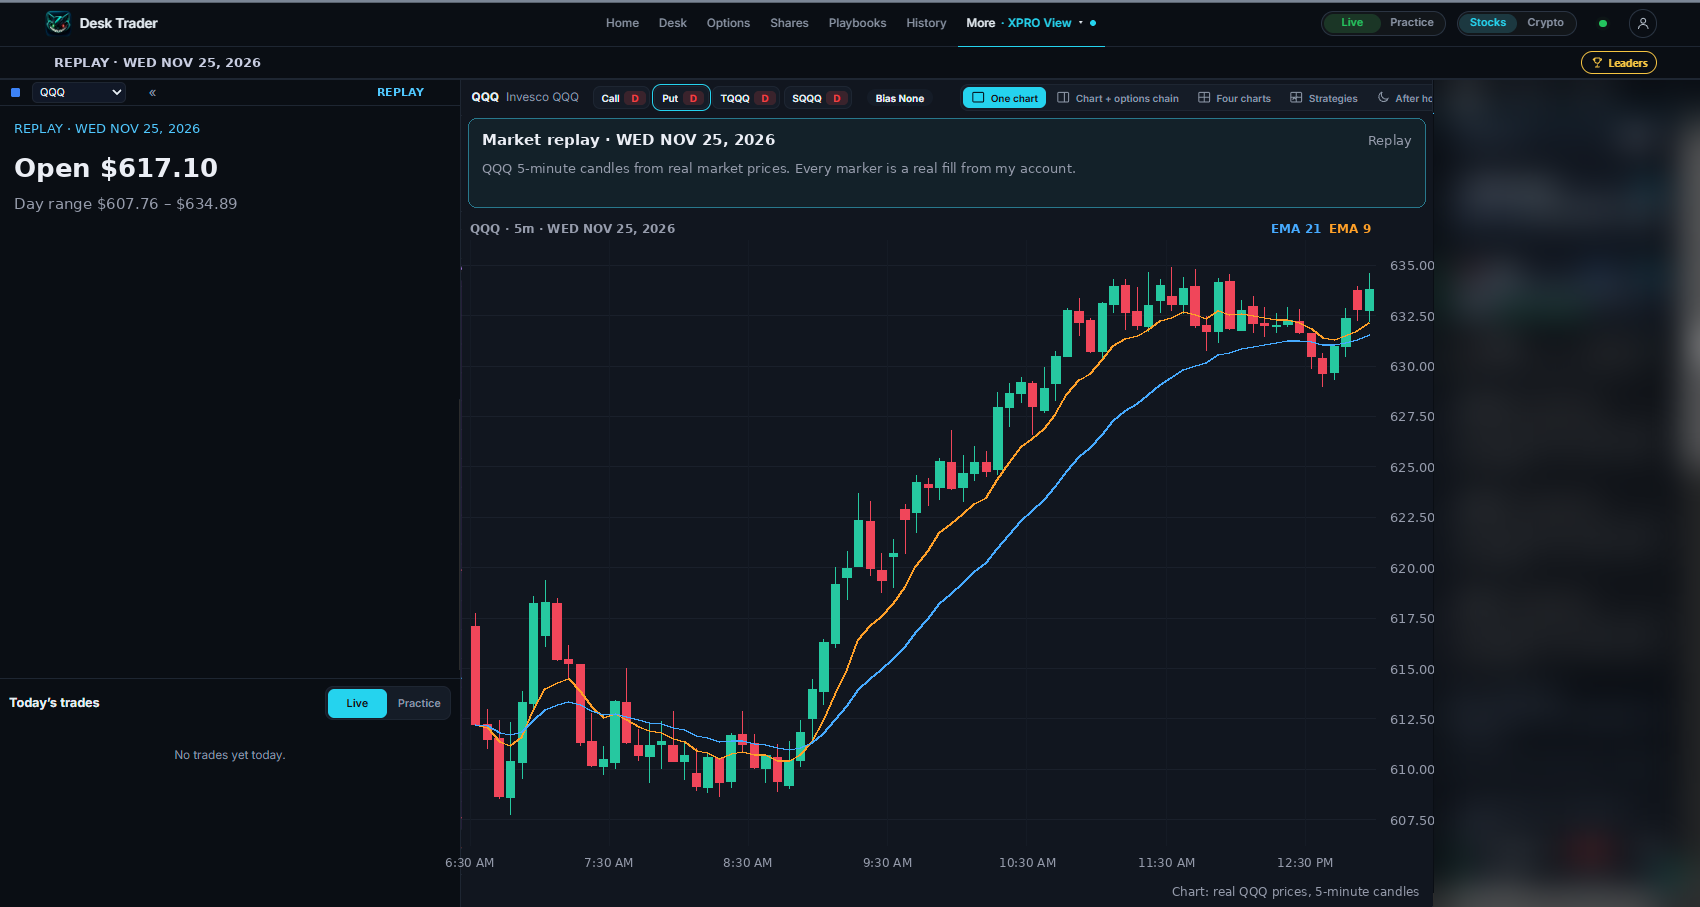 Desk Trader
Home Desk Options Shares Playbooks History More · XPRO View
Live Practice Stocks Crypto
REPLAY · WED NOV 25, 2026
Leaders
QQQ « REPLAY
REPLAY · WED NOV 25, 2026
Open $617.10
Day range $607.76 – $634.89
QQQ Invesco QQQ Call D Put D TQQQ D SQQQ D Bias None One chart Chart + options chain Four charts Strategies After ho
Market replay · WED NOV 25, 2026 Replay
QQQ 5-minute candles from real market prices. Every marker is a real fill from my account.
QQQ · 5m · WED NOV 25, 2026 EMA 21 EMA 9
635.00
632.50
630.00
627.50
625.00
622.50
620.00
617.50
615.00
612.50
610.00
607.50
6:30 AM 7:30 AM 8:30 AM 9:30 AM 10:30 AM 11:30 AM 12:30 PM
Chart: real QQQ prices, 5-minute candles
Today's trades Live Practice
No trades yet today.